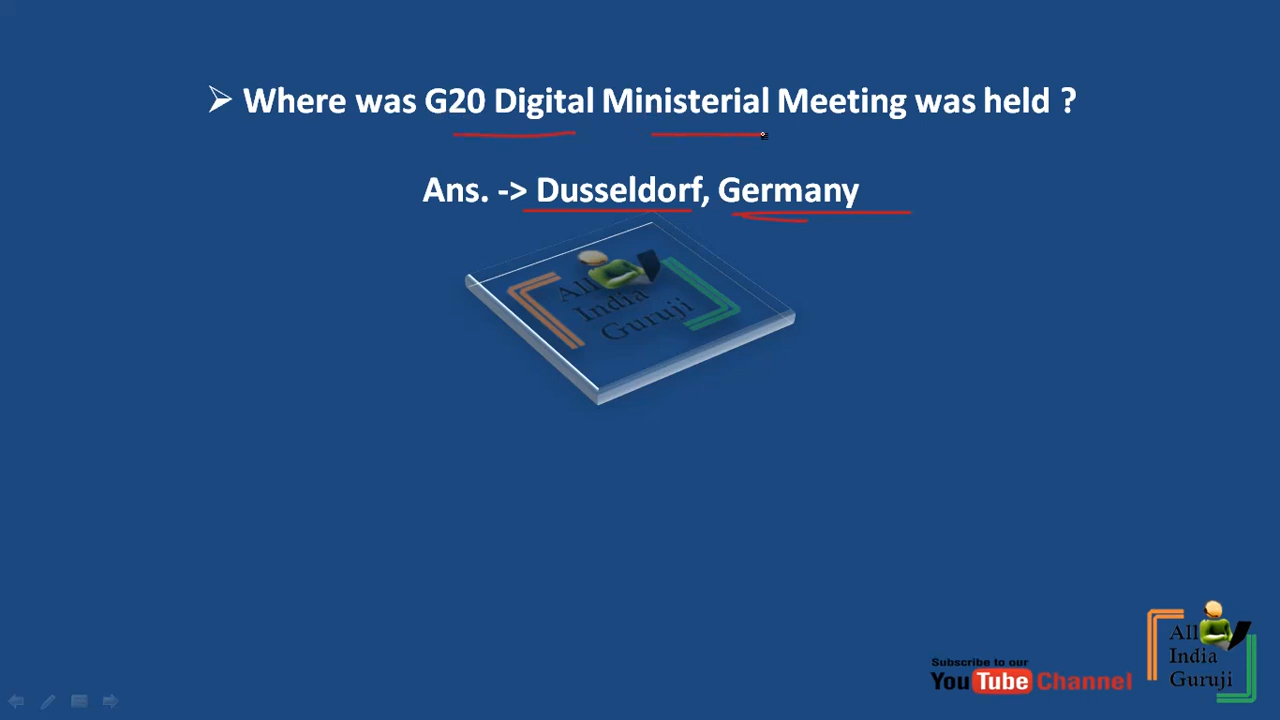 ➢ Where was G20 Digital Ministerial Meeting was held ?
Ans. -> Dusseldorf, Germany
All
India
Guruji
Subscribe to our
YouTube Channel
All
India
Guruji